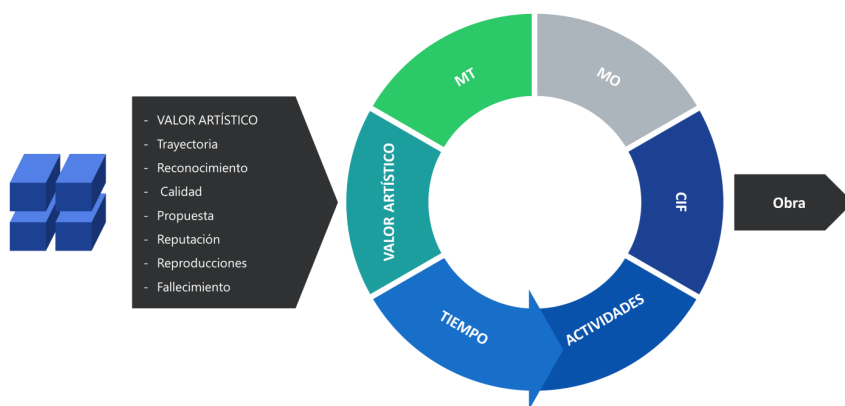 - VALOR ARTÍSTICO
- Trayectoria
- Reconocimiento
- Calidad
- Propuesta
- Reputación
- Reproducciones
- Fallecimiento
MT
MO
VALOR ARTÍSTICO
CIF
TIEMPO
ACTIVIDADES
Obra